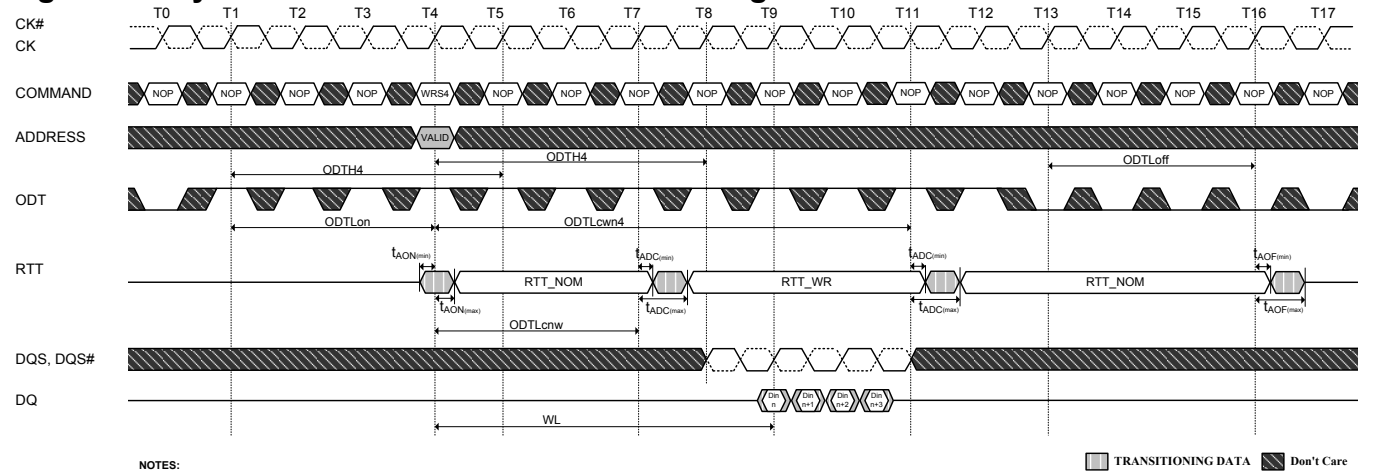 T0 T1 T2 T3 T4 T5 T6 T7 T8 T9 T10 T11 T12 T13 T14 T15 T16 T17
CK#
CK
COMMAND NOP NOP NOP NOP WRS4 NOP NOP NOP NOP NOP NOP NOP NOP NOP NOP NOP NOP NOP
ADDRESS VALID
ODTH4 ODTLoff
ODTH4
ODT
ODTLon ODTLcwn4
tAON(min) tADC(min) tADC(min) tAOF(min)
RTT RTT_NOM RTT_WR RTT_NOM
tAON(max) tADC(max) tADC(max) tAOF(max)
ODTLcnw
DQS, DQS#
DQ Din n Din n+1 Din n+2 Din n+3
WL
NOTES: TRANSITIONING DATA Don't Care